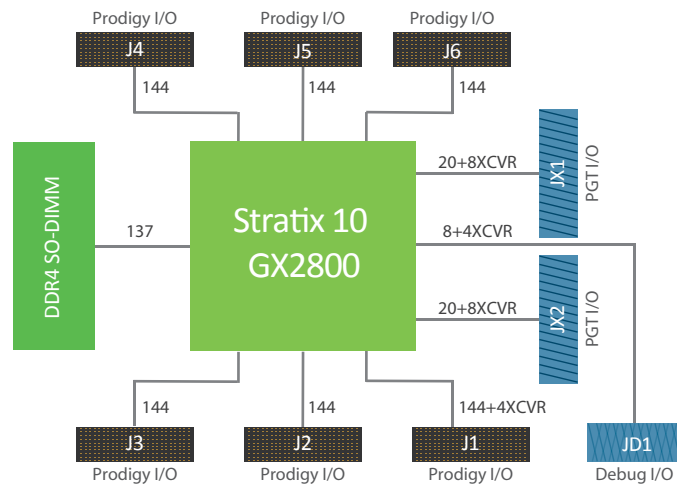 Prodigy I/O
Prodigy I/O
Prodigy I/O
J4
J5
J6
144
144
144
DDR4 SO-DIMM
137
Stratix 10
GX2800
20+8XCVR
JX1
PGT I/O
8+4XCVR
20+8XCVR
JX2
PGT I/O
144
144
144+4XCVR
J3
J2
J1
JD1
Prodigy I/O
Prodigy I/O
Prodigy I/O
Debug I/O